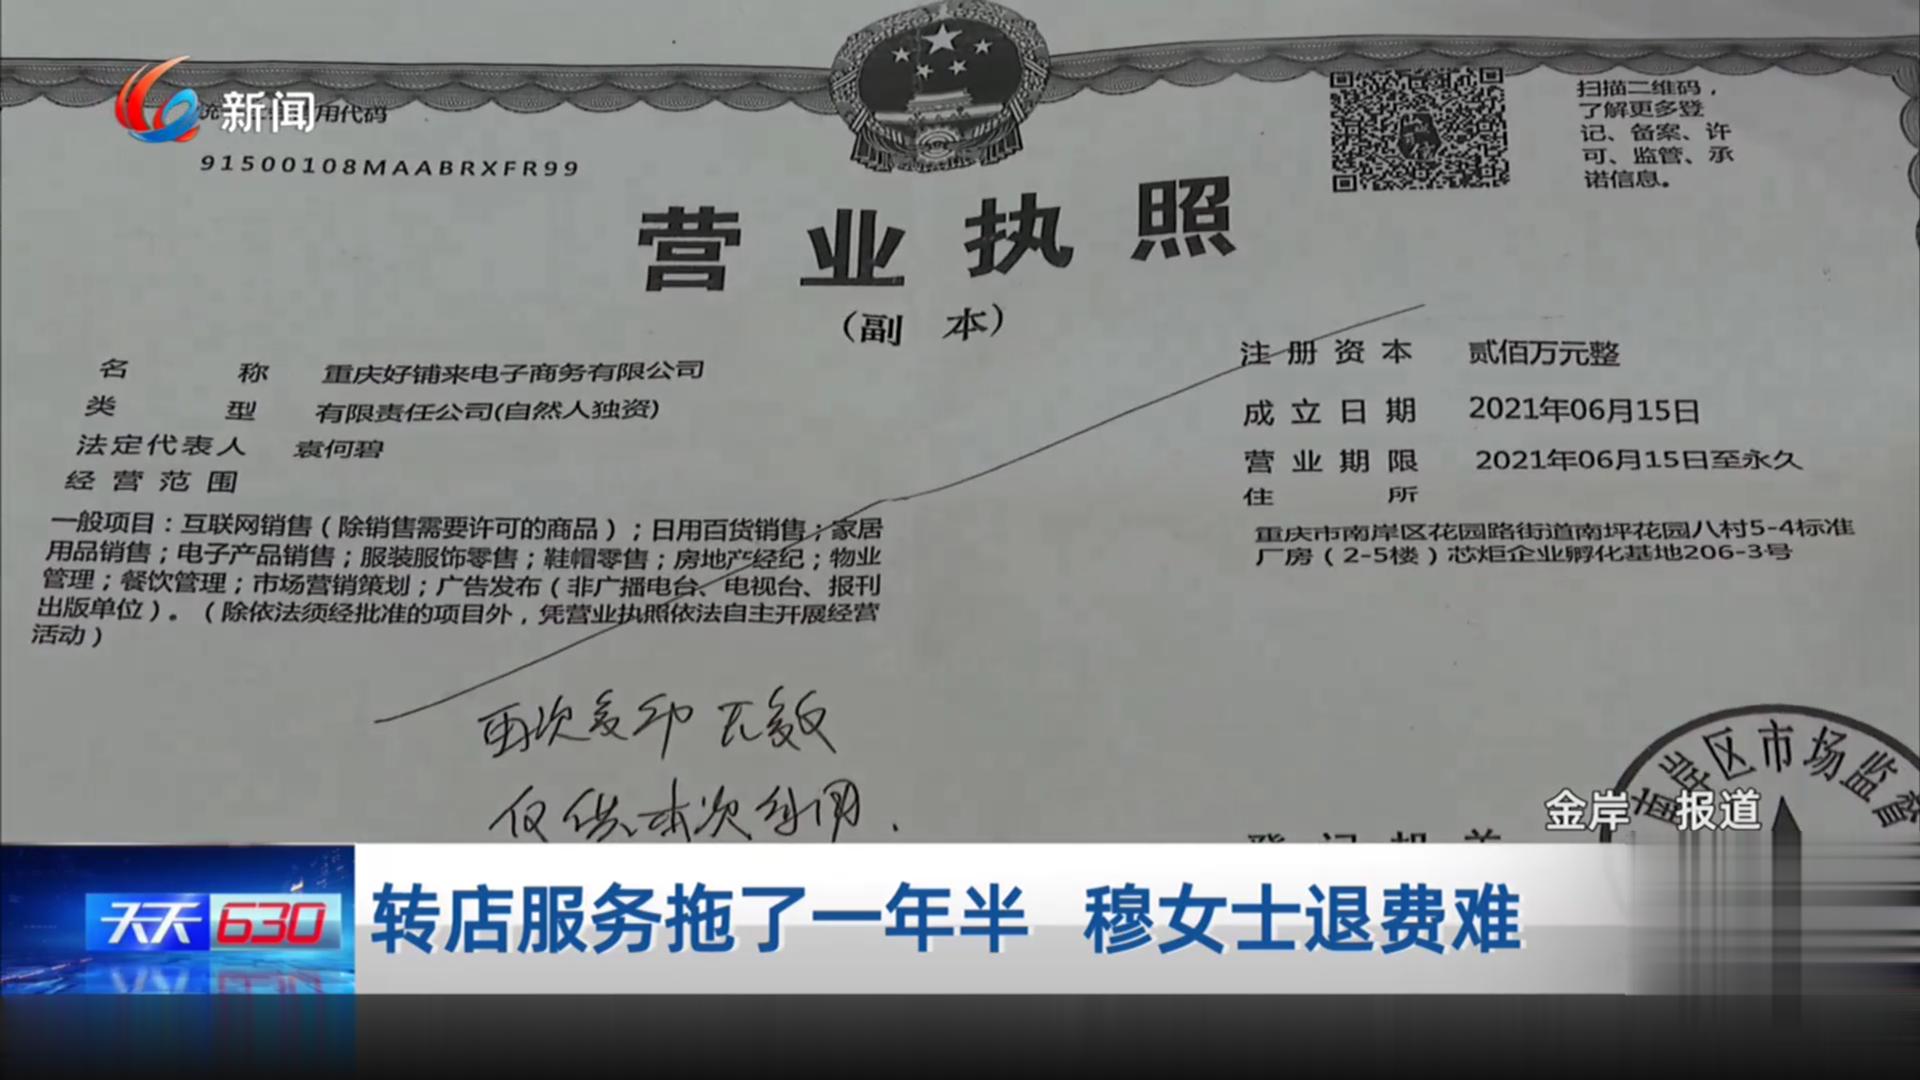 新闻
用代码
91500108MAABRXFR99
扫描二维码，
了解更多登
记、备案、许
可、监管、承
诺信息。
营业执照
（副 本）
名称 重庆好铺来电子商务有限公司
类型 有限责任公司(自然人独资)
法定代表人 袁何碧
经营范围
一般项目：互联网销售（除销售需要许可的商品）；日用百货销售；家居
用品销售；电子产品销售；服装服饰零售；鞋帽零售；房地产经纪；物业
管理；餐饮管理；市场营销策划；广告发布（非广播电台、电视台、报刊
出版单位）。（除依法须经批准的项目外，凭营业执照依法自主开展经营
活动）
注册资本 贰佰万元整
成立日期 2021年06月15日
营业期限 2021年06月15日至永久
住所
重庆市南岸区花园路街道南坪花园八村5-4标准
厂房（2-5楼）芯炬企业孵化基地206-3号
再次复印无效
仅供本次使用.
区市场监督
金岸 报道
天天630
转店服务拖了一年半 穆女士退费难